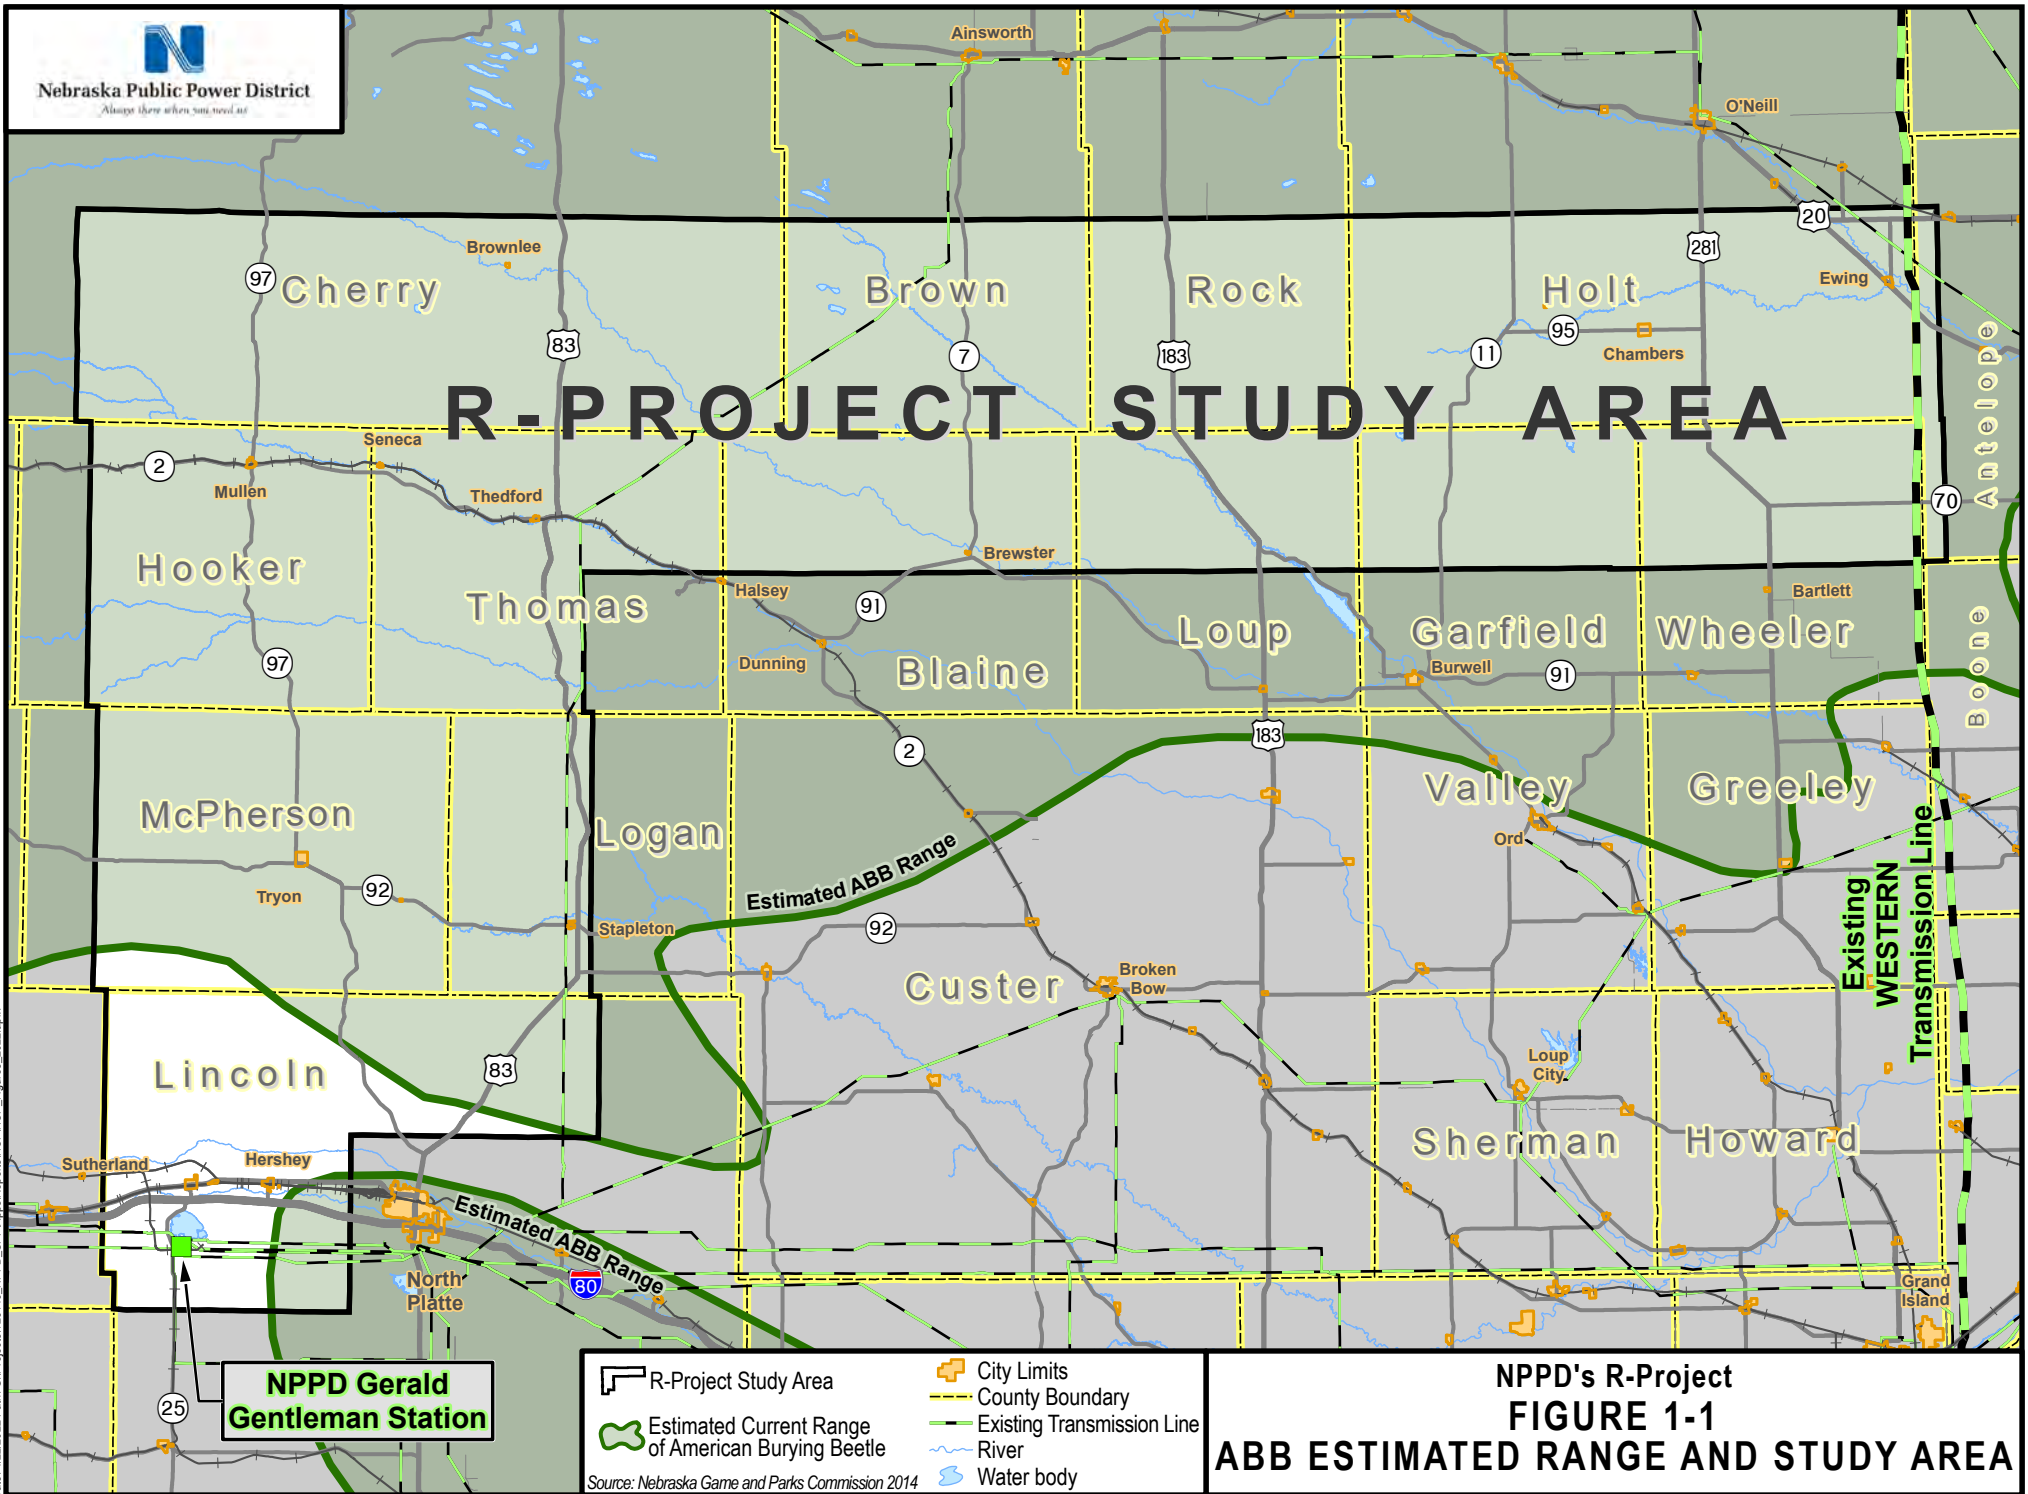 Nebraska Public Power District
Always there when you need us
Ainsworth
O'Neill
20
281
Brownlee
97
Cherry
Brown
Rock
Holt
Ewing
83
7
183
11
95
Chambers
Antelope
R-PROJECT STUDY AREA
Seneca
2
Mullen
Thedford
70
Hooker
Brewster
Thomas
Halsey
91
Bartlett
Loup
Garfield
Wheeler
Boone
97
Dunning
Blaine
Burwell
91
2
183
McPherson
Logan
Valley
Greeley
Ord
Estimated ABB Range
Tryon
92
Stapleton
92
Existing
WESTERN
Transmission Line
Custer
Broken
Bow
Lincoln
83
Loup
City
Sherman
Howard
Sutherland
Hershey
Estimated ABB Range
North
Platte
80
Grand
Island
NPPD Gerald
Gentleman Station
25
R-Project Study Area
Estimated Current Range
of American Burying Beetle
Source: Nebraska Game and Parks Commission 2014
City Limits
County Boundary
Existing Transmission Line
River
Water body
NPPD's R-Project
FIGURE 1-1
ABB ESTIMATED RANGE AND STUDY AREA